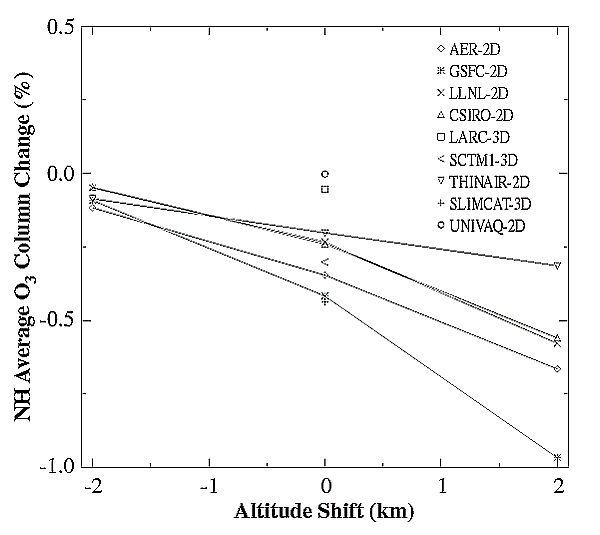 0.5
0.0
-0.5
-1.0
NH Average O3 Column Change (%)
AER-2D
GSFC-2D
LLNL-2D
CSIRO-2D
LARC-3D
SCTM1-3D
THINAIR-2D
SLIMCAT-3D
UNIVAQ-2D
-2 -1 0 1 2
Altitude Shift (km)